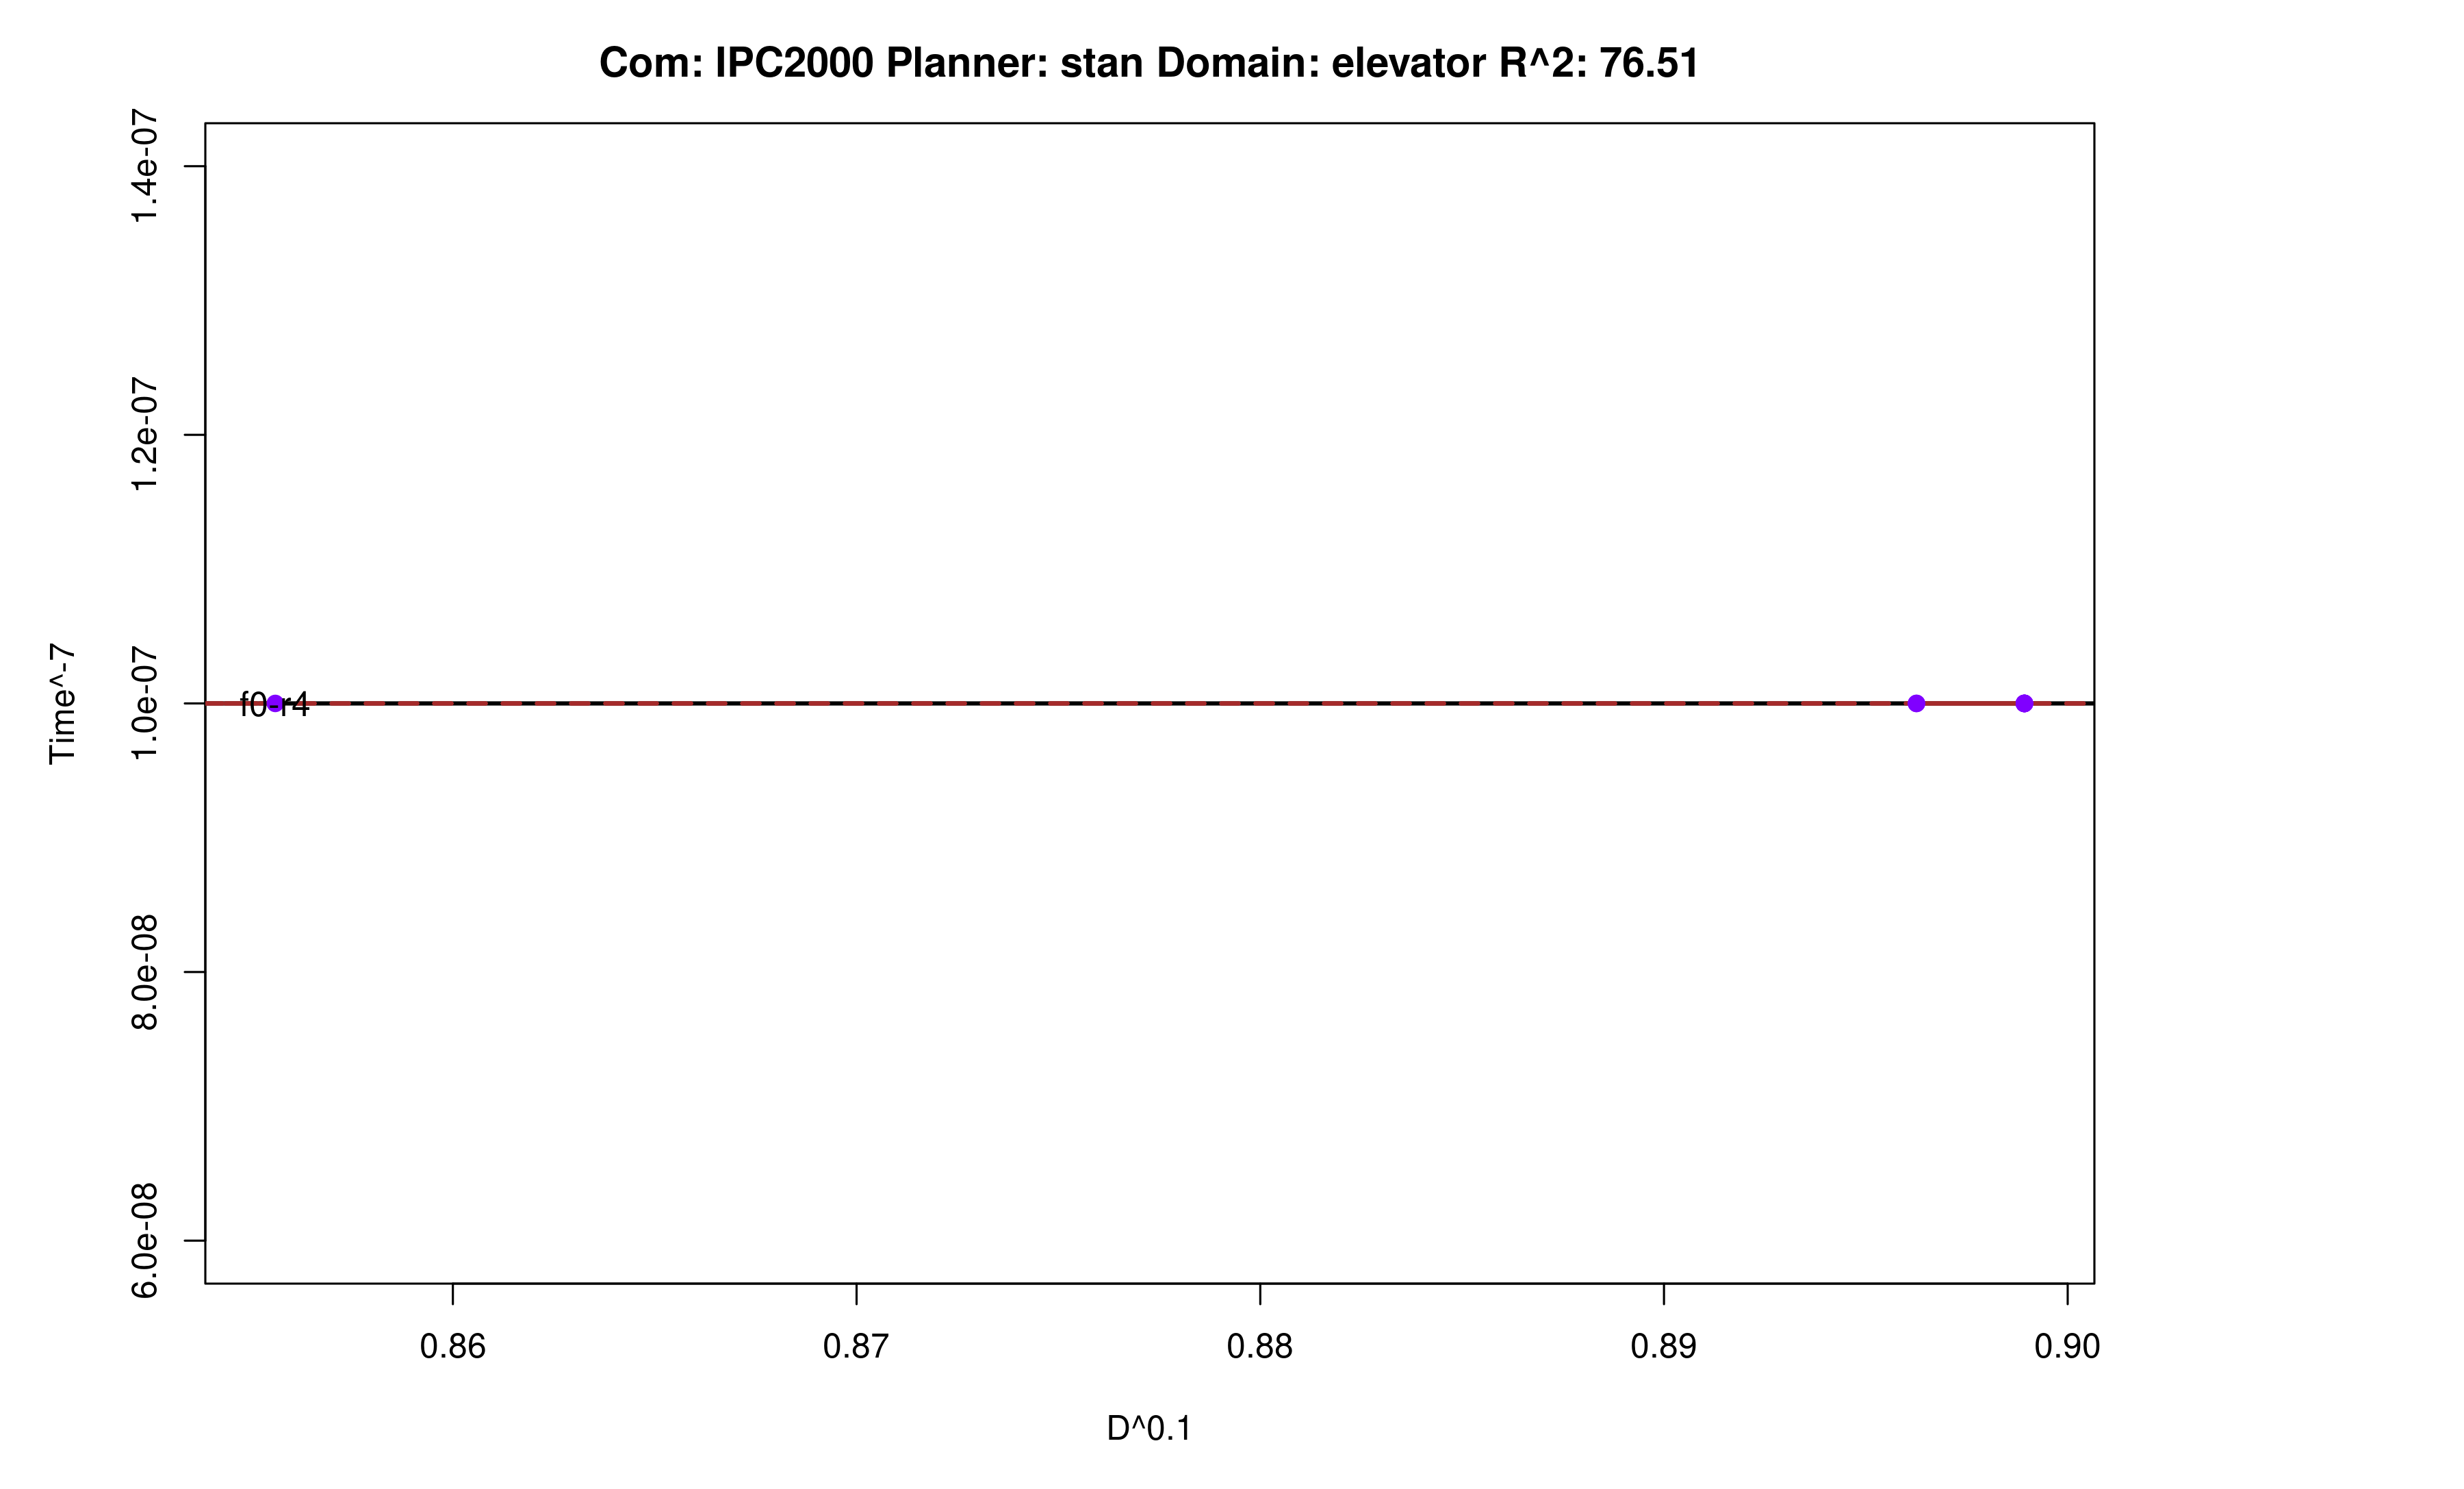 Com: IPC2000 Planner: stan Domain: elevator R^2: 76.51
Time^-7
1.4e-07
1.2e-07
1.0e-07
8.0e-08
6.0e-08
f0-r4
0.86 0.87 0.88 0.89 0.90
D^0.1